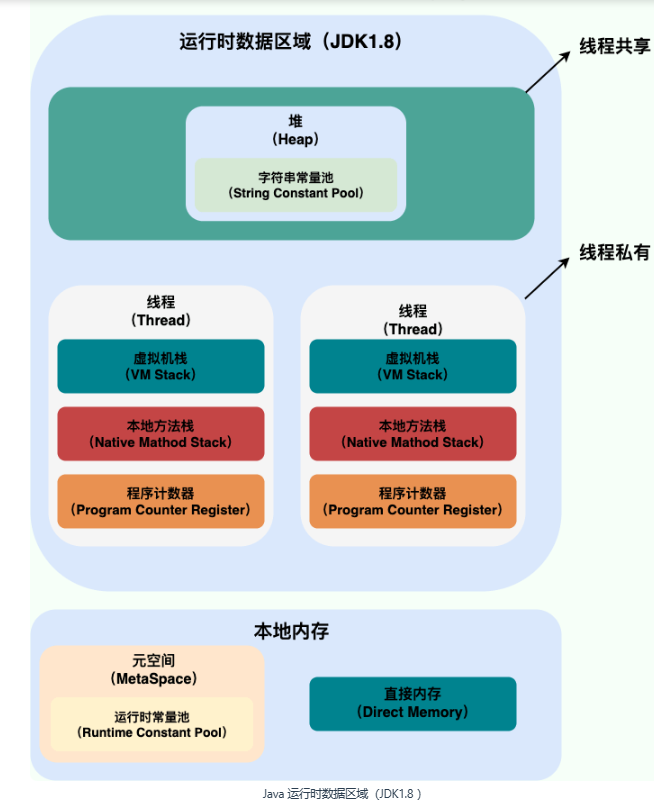 运行时数据区域（JDK1.8）
线程共享
堆
（Heap）
字符串常量池
（String Constant Pool）
线程私有
线程
（Thread）
虚拟机栈
（VM Stack）
本地方法栈
（Native Mathod Stack）
程序计数器
（Program Counter Register）
线程
（Thread）
虚拟机栈
（VM Stack）
本地方法栈
（Native Mathod Stack）
程序计数器
（Program Counter Register）
本地内存
元空间
（MetaSpace）
运行时常量池
（Runtime Constant Pool）
直接内存
（Direct Memory）
Java 运行时数据区域（JDK1.8 ）